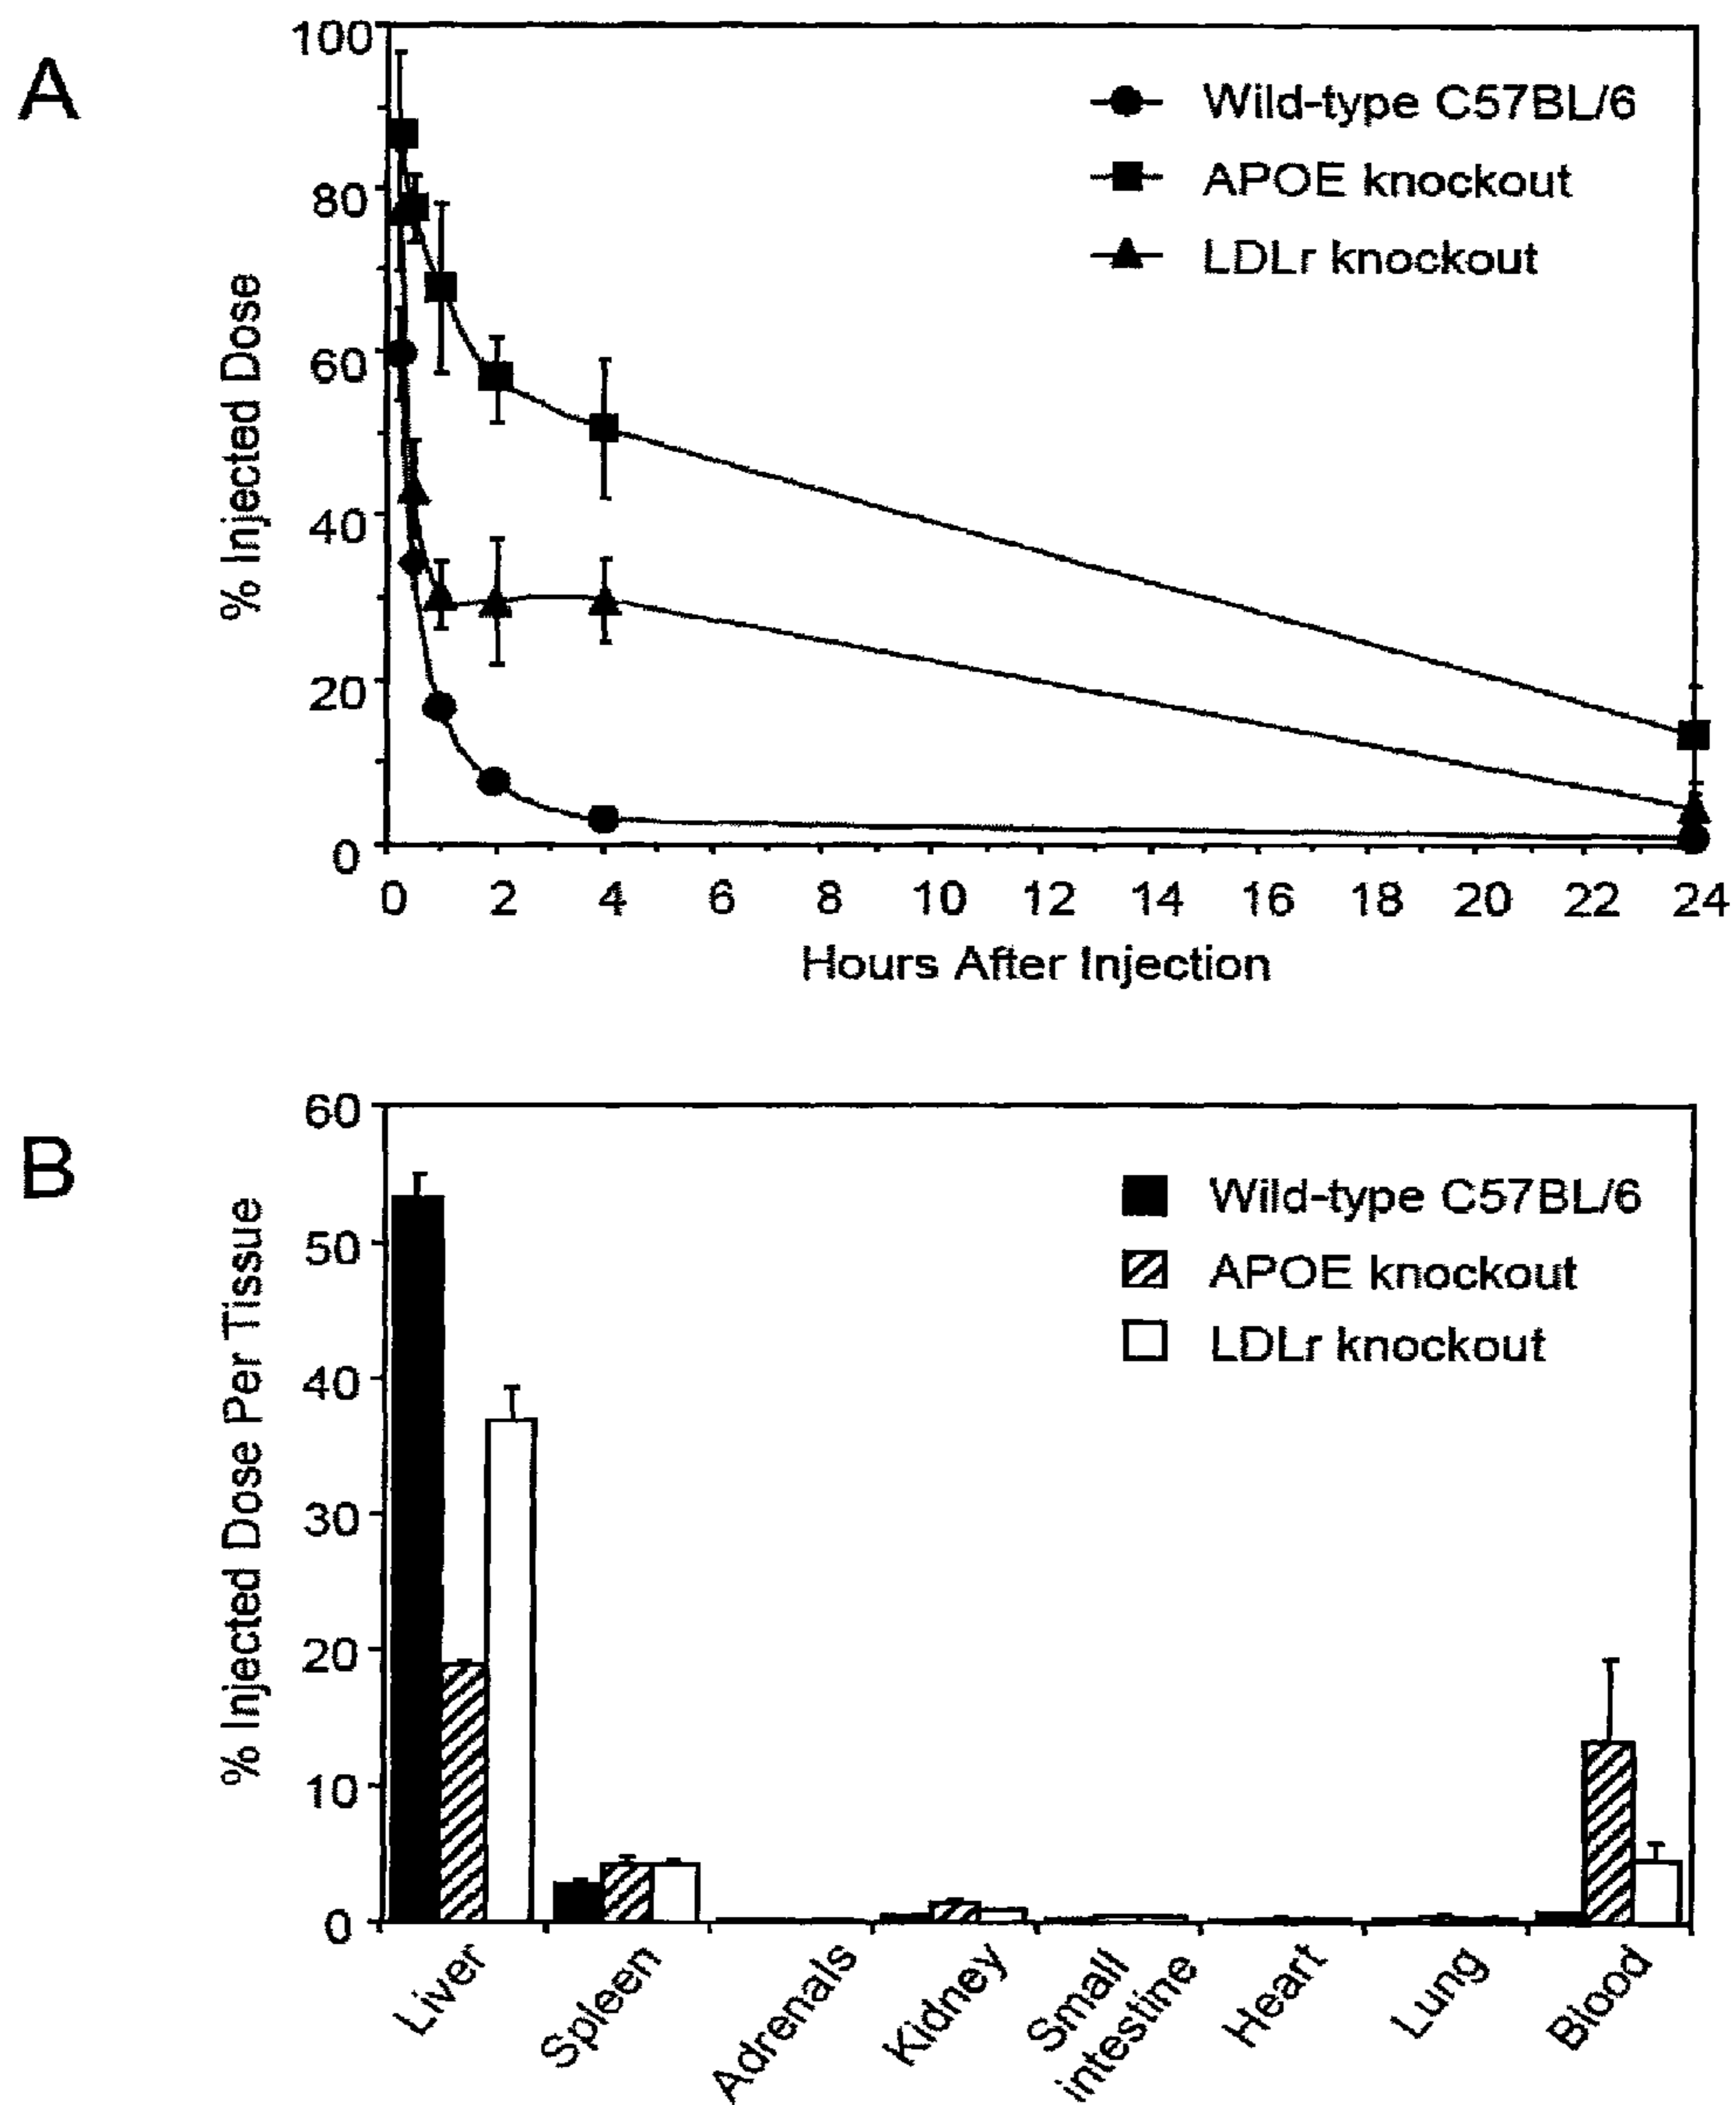 A
100
80
60
40
20
0
% Injected Dose
Wild-type C57BL/6
APOE knockout
LDLr knockout
0 2 4 6 8 10 12 14 16 18 20 22 24
Hours After Injection
B
60
50
40
30
20
10
0
% Injected Dose Per Tissue
Wild-type C57BL/6
APOE knockout
LDLr knockout
Liver
Spleen
Adrenals
Kidney
Small
intestine
Heart
Lung
Blood